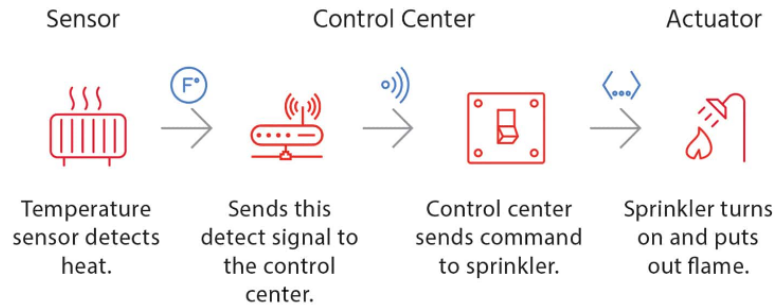 Sensor
Control Center
Actuator
F°
Temperature
sensor detects
heat.
Sends this
detect signal to
the control
center.
Control center
sends command
to sprinkler.
Sprinkler turns
on and puts
out flame.